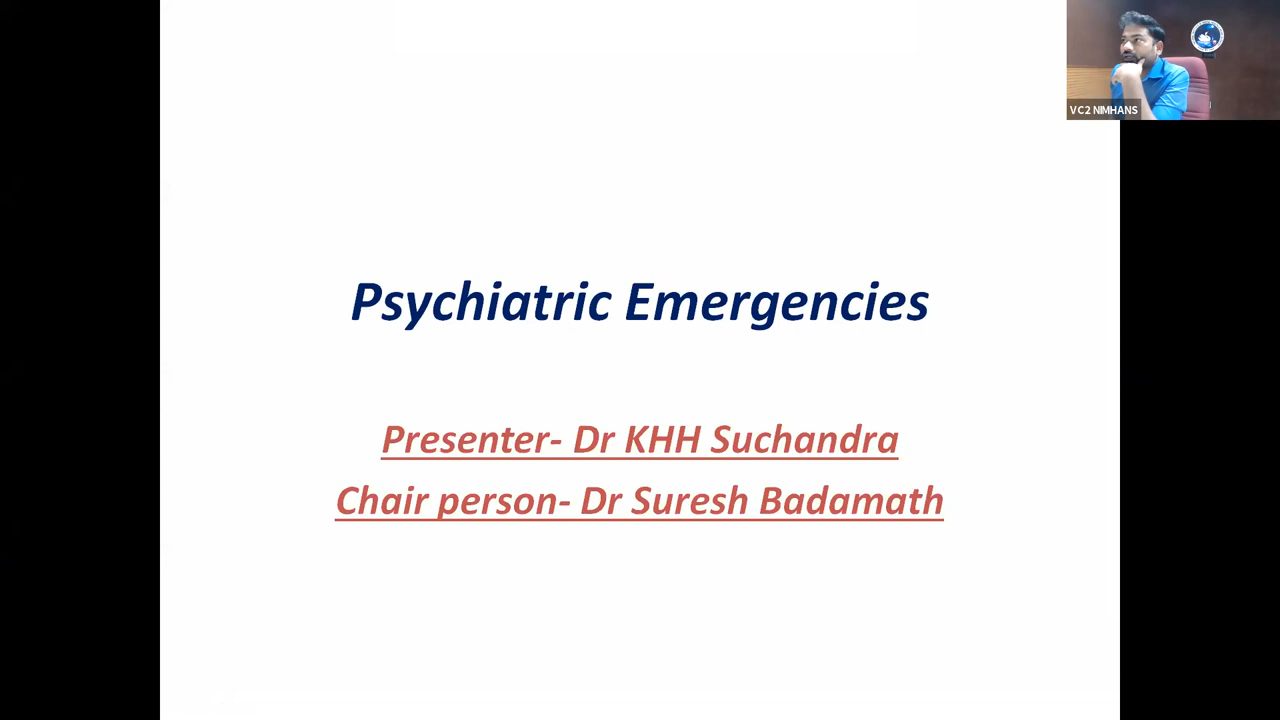 VC2 NIMHANS
Psychiatric Emergencies
Presenter- Dr KHH Suchandra
Chair person- Dr Suresh Badamath